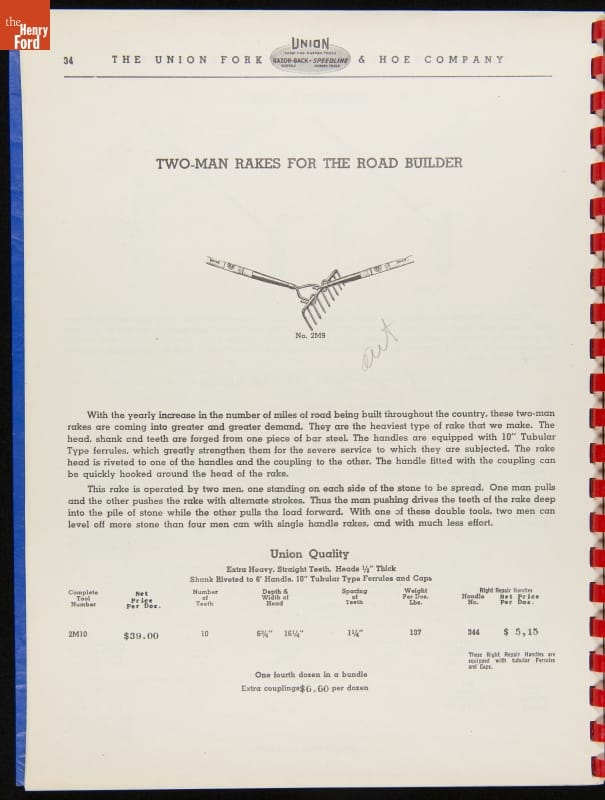 the
Henry
Ford
34
THE UNION FORK & HOE COMPANY
UNION
RAZOR-BACK · SPEEDLINE
TWO-MAN RAKES FOR THE ROAD BUILDER
No. 2M9
out
With the yearly increase in the number of miles of road being built throughout the country, these two-man
rakes are coming into greater and greater demand. They are the heaviest type of rake that we make. The
head, shank and teeth are forged from one piece of bar steel. The handles are equipped with 10" Tubular
Type ferrules, which greatly strengthen them for the severe service to which they are subjected. The rake
head is riveted to one of the handles and the coupling to the other. The handle fitted with the coupling can
be quickly hooked around the head of the rake.
This rake is operated by two men, one standing on each side of the stone to be spread. One man pulls
and the other pushes the rake with alternate strokes. Thus the man pushing drives the teeth of the rake deep
into the pile of stone while the other pulls the load forward. With one of these double tools, two men can
level off more stone than four men can with single handle rakes, and with much less effort.
Union Quality
Extra Heavy, Straight Teeth, Heads ½" Thick
Shank Riveted to 6' Handle, 10" Tubular Type Ferrules and Caps
Complete Tool Number
Net Price Per Doz.
Number of Teeth
Depth & Width of Head
Spacing of Teeth
Weight Per Doz. Lbs.
Right Repair Handles
Handle No. Net Price Per Doz.
2M10 $39.00 10 16¼" 137 344 $ 5,15
These Right Repair Handles are
equipped with tubular Ferrules
and Caps.
One fourth dozen in a bundle
Extra couplings $6.60 per dozen